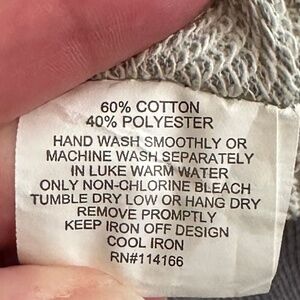 60% COTTON
40% POLYESTER
HAND WASH SMOOTHLY OR
MACHINE WASH SEPARATELY
IN LUKE WARM WATER
ONLY NON-CHLORINE BLEACH
TUMBLE DRY LOW OR HANG DRY
REMOVE PROMPTLY
KEEP IRON OFF DESIGN
COOL IRON
RN#114166